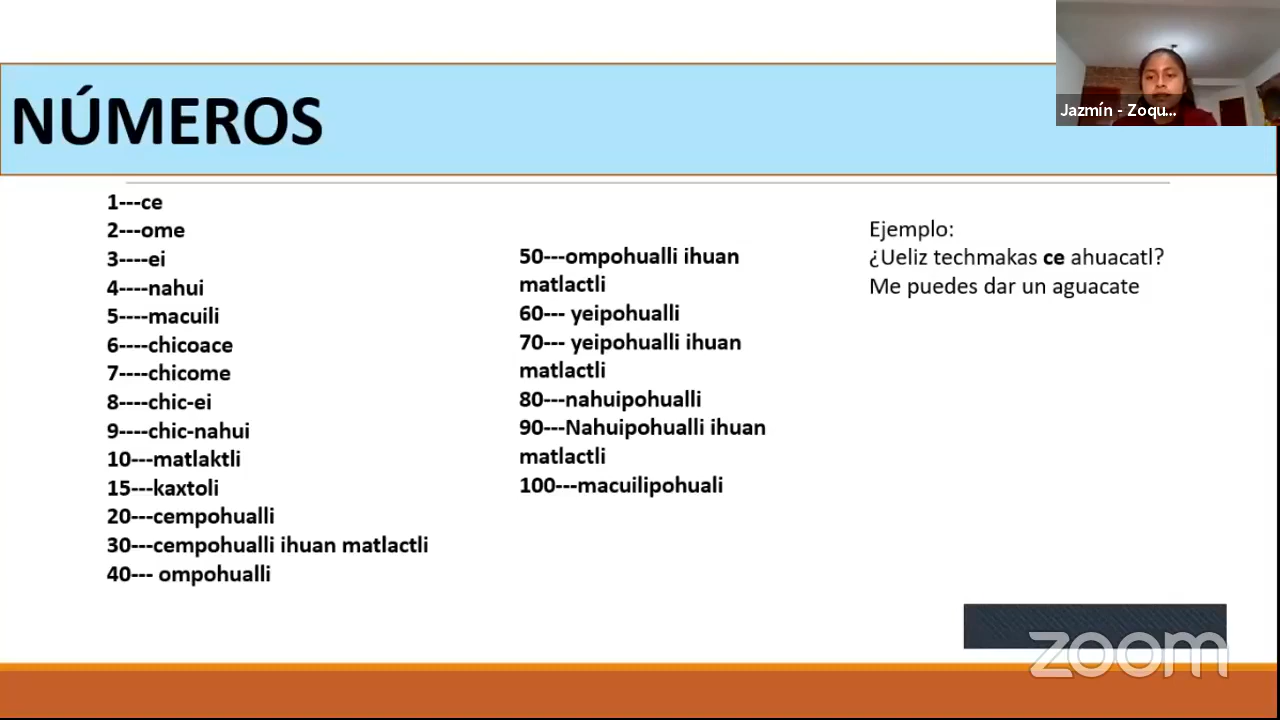 NÚMEROS
Jazmín - Zoqu...
1---ce
2---ome
3----ei
4----nahui
5----macuili
6----chicoace
7----chicome
8----chic-ei
9----chic-nahui
10---matlaktli
15---kaxtoli
20---cempohualli
30---cempohualli ihuan matlactli
40--- ompohualli
50---ompohualli ihuan
matlactli
60--- yeipohualli
70--- yeipohualli ihuan
matlactli
80---nahuipohualli
90---Nahuipohualli ihuan
matlactli
100---macuilipohuali
Ejemplo:
¿Ueliz techmakas ce ahuacatl?
Me puedes dar un aguacate
zoom